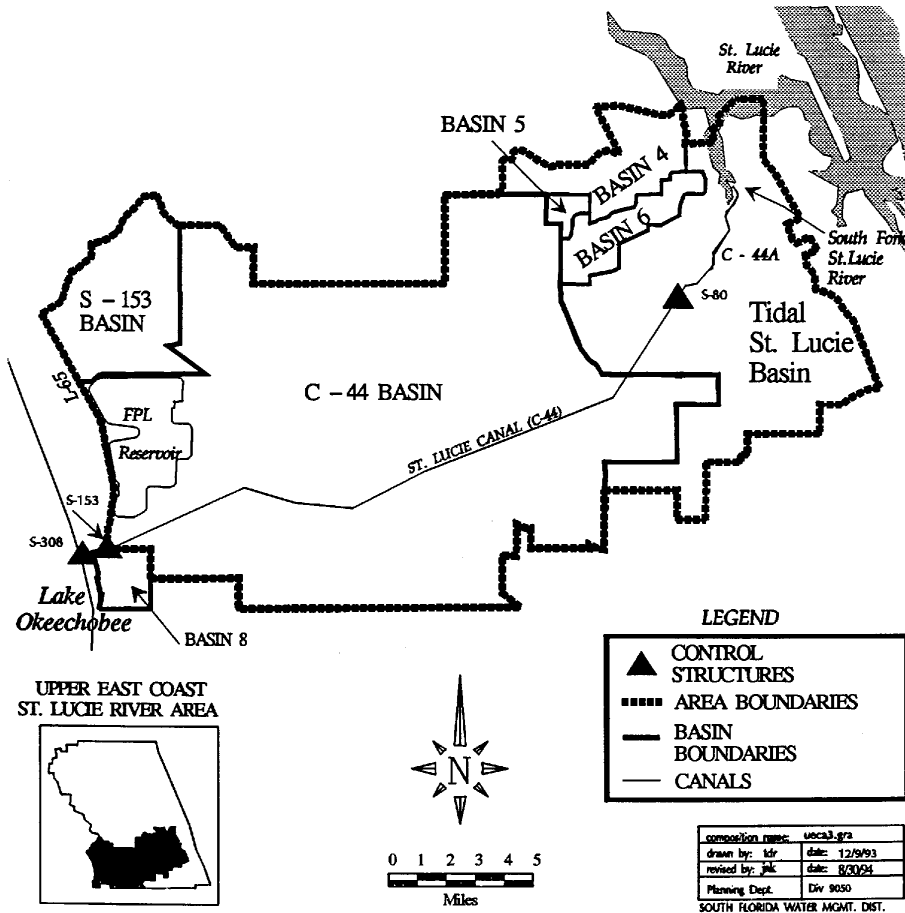 St. Lucie
River
BASIN 5
BASIN 4
BASIN 6
South Fork
St.Lucie
River
C - 44A
S-80
S - 153
BASIN
Tidal
St. Lucie
Basin
L-65
C - 44 BASIN
FPL
Reservoir
ST. LUCIE CANAL (C-44)
S-153
S-308
Lake
Okeechobee
BASIN 8
LEGEND
CONTROL
STRUCTURES
AREA BOUNDARIES
BASIN
BOUNDARIES
CANALS
UPPER EAST COAST
ST. LUCIE RIVER AREA
N
0 1 2 3 4 5
Miles
composition name: ueca3.gra
drawn by: tdr date: 12/9/93
revised by: date: 8/30/94
Planning Dept. Div 9050
SOUTH FLORIDA WATER MGMT. DIST.